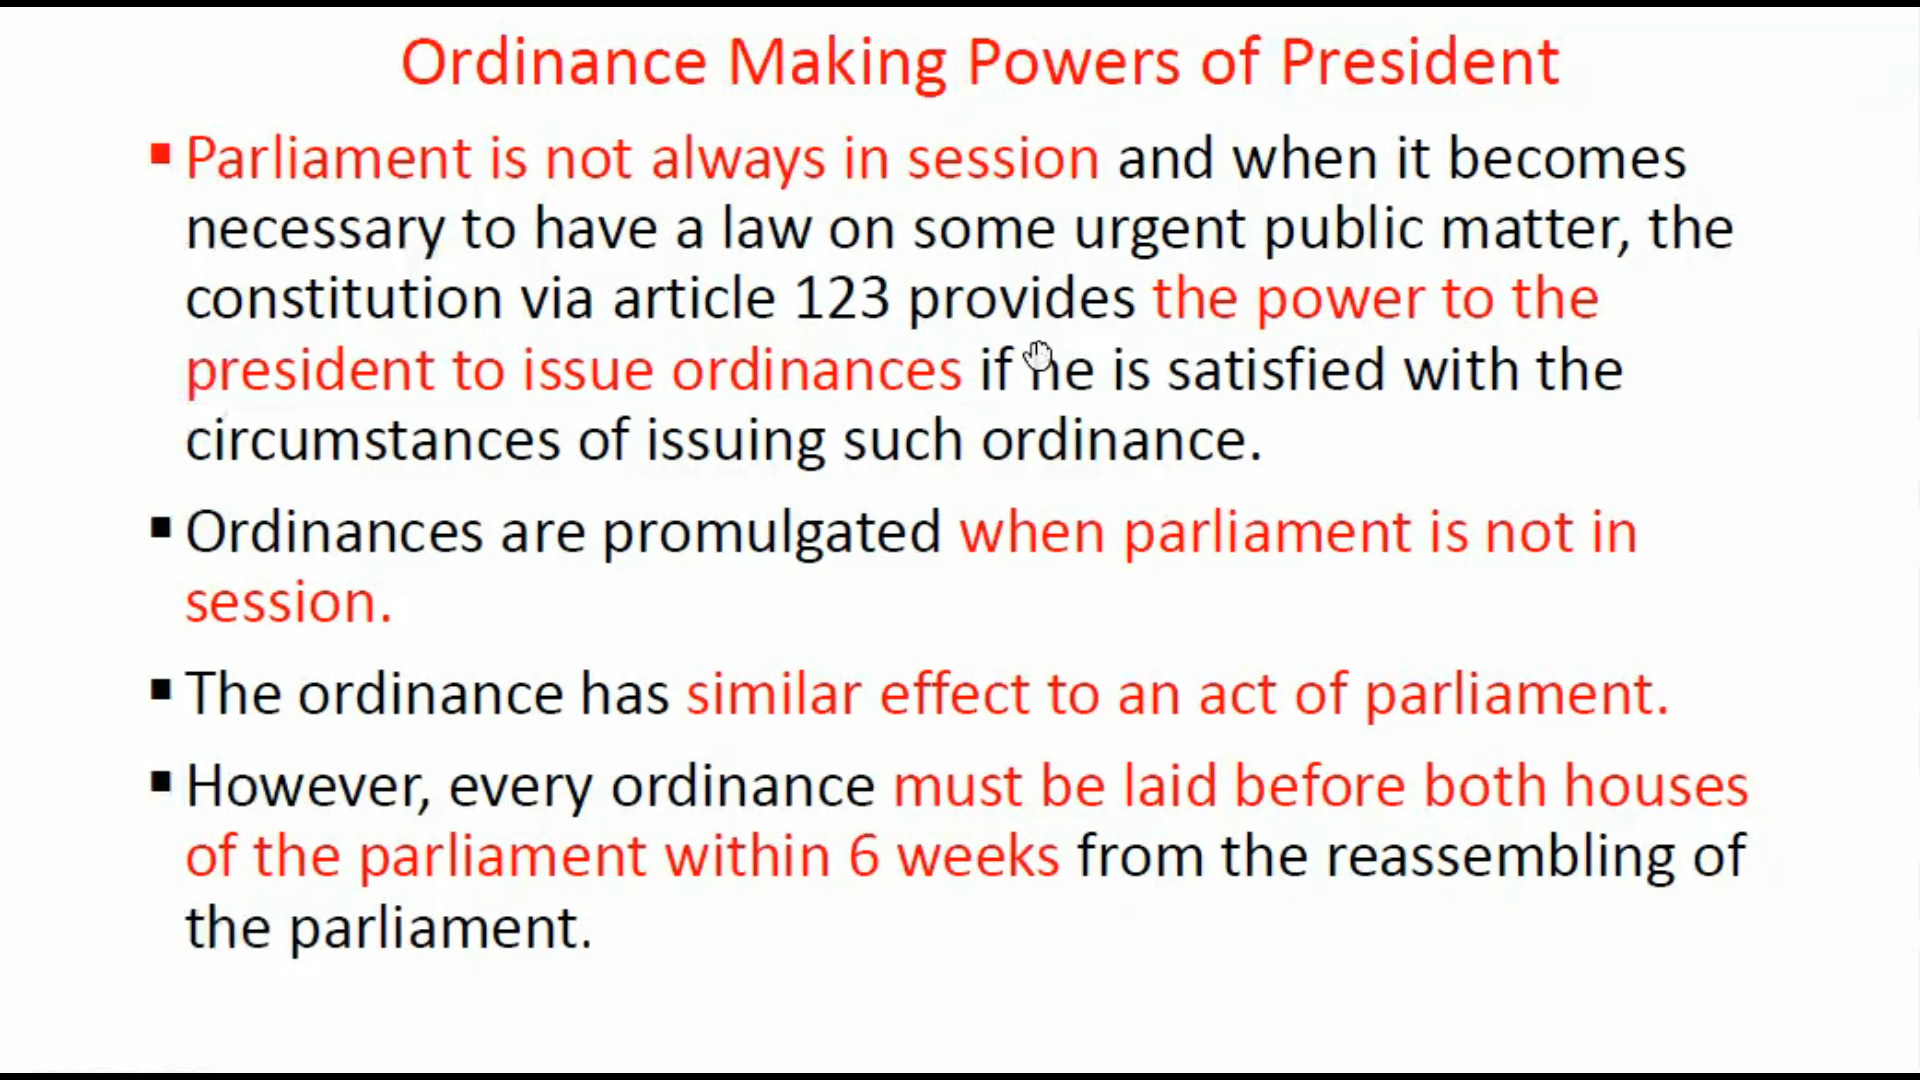 Ordinance Making Powers of President
▪ Parliament is not always in session and when it becomes
necessary to have a law on some urgent public matter, the
constitution via article 123 provides the power to the
president to issue ordinances if he is satisfied with the
circumstances of issuing such ordinance.
▪ Ordinances are promulgated when parliament is not in
session.
▪ The ordinance has similar effect to an act of parliament.
▪ However, every ordinance must be laid before both houses
of the parliament within 6 weeks from the reassembling of
the parliament.